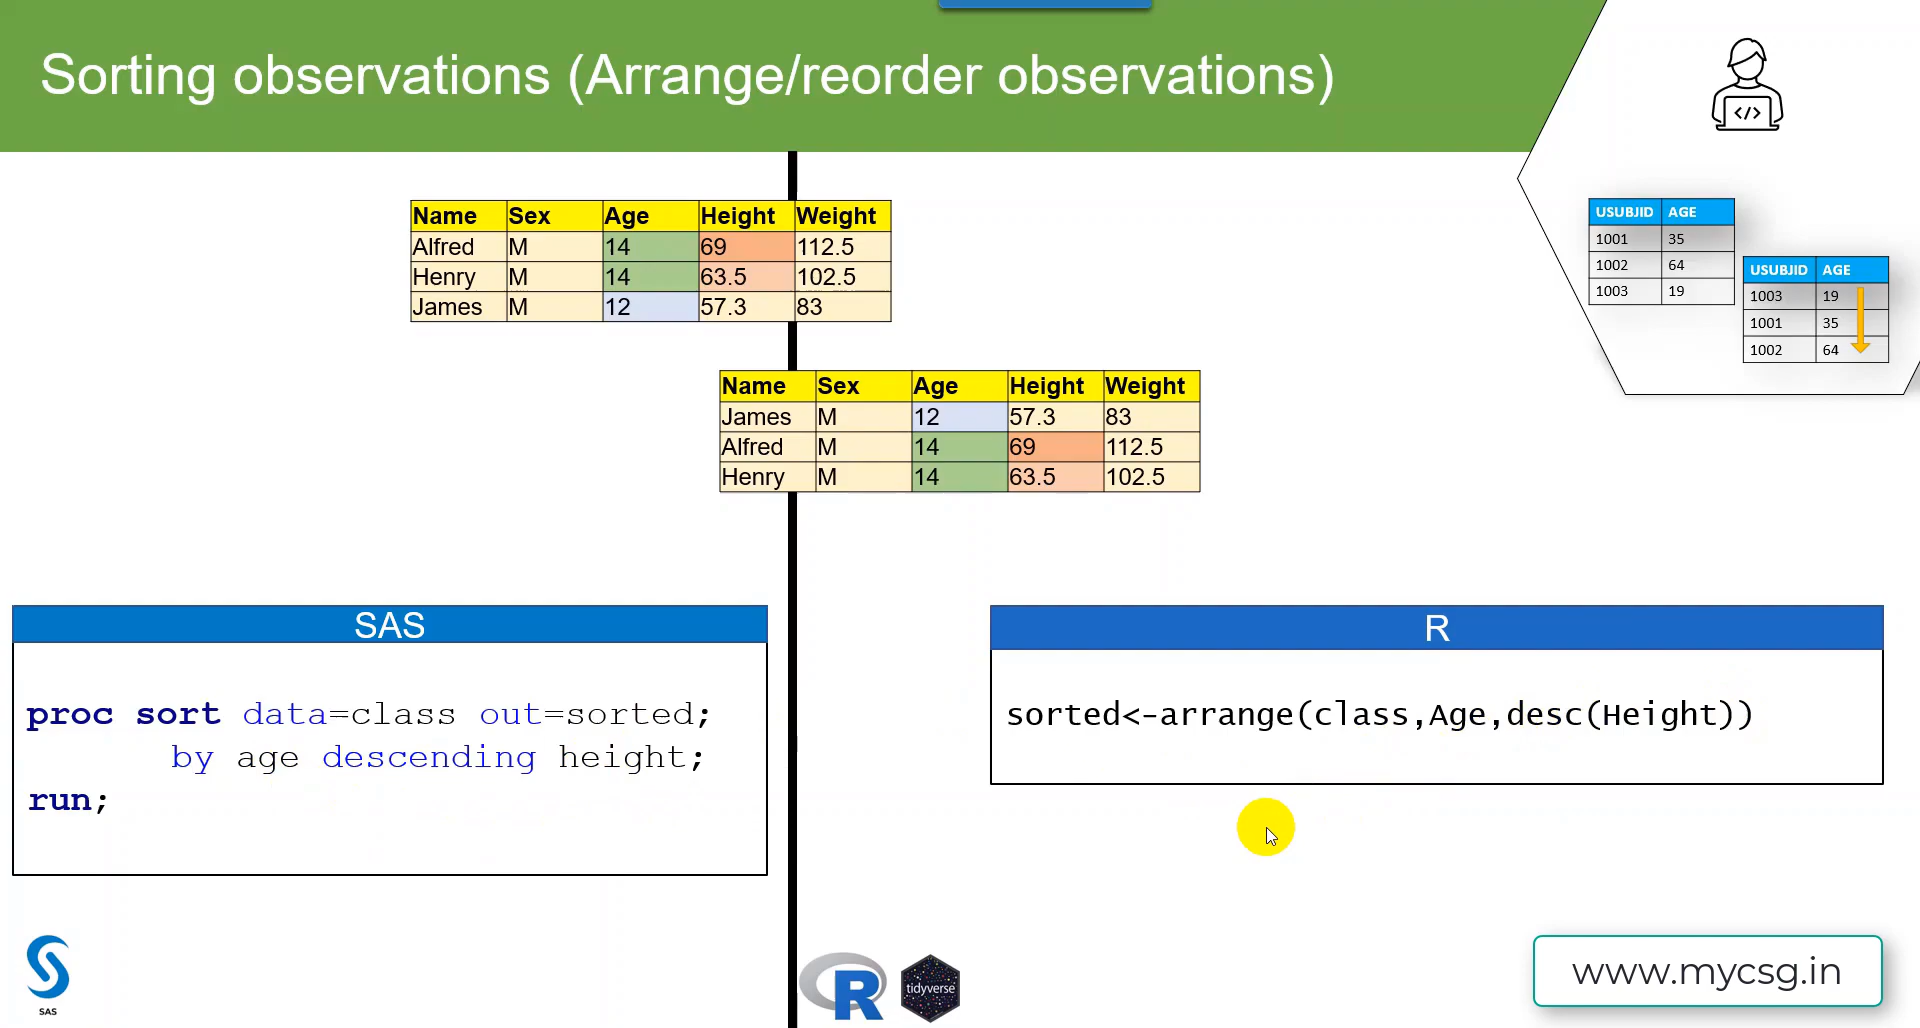 Sorting observations (Arrange/reorder observations)
</>
USUBJID AGE
1001 35
1002 64
1003 19
USUBJID AGE
1003 19
1001 35
1002 64
Name Sex Age Height Weight
Alfred M 14 69 112.5
Henry M 14 63.5 102.5
James M 12 57.3 83
Name Sex Age Height Weight
James M 12 57.3 83
Alfred M 14 69 112.5
Henry M 14 63.5 102.5
SAS
proc sort data=class out=sorted;
by age descending height;
run;
R
sorted<-arrange(class,Age,desc(Height))
SAS
R
tidyverse
www.mycsg.in